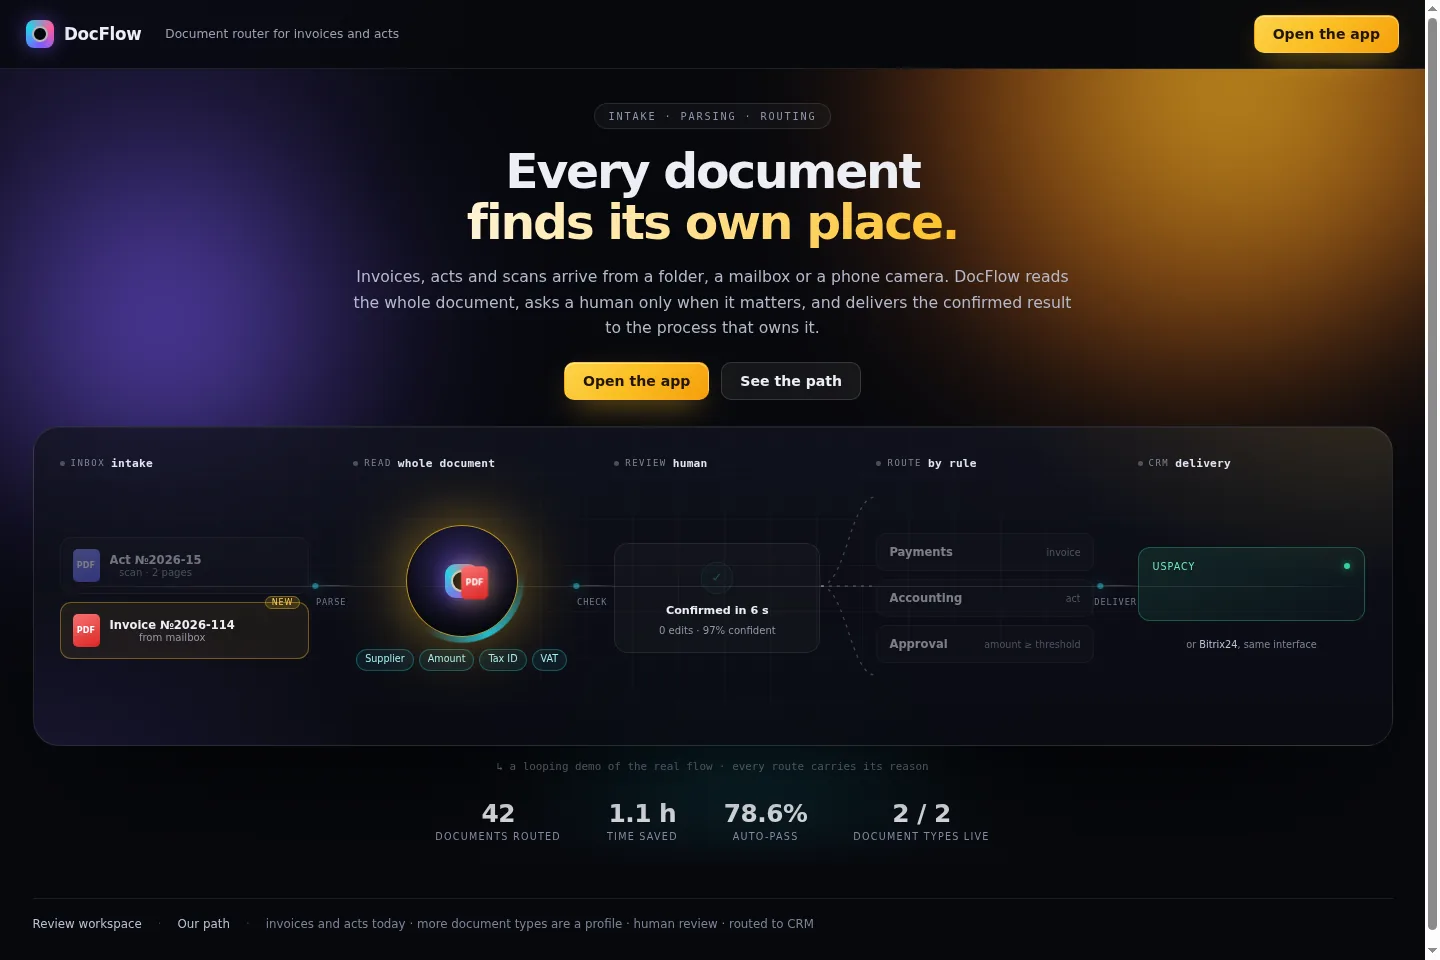 DocFlow
Document router for invoices and acts
Open the app
INTAKE · PARSING · ROUTING
Every document
finds its own place.
Invoices, acts and scans arrive from a folder, a mailbox or a phone camera. DocFlow reads
the whole document, asks a human only when it matters, and delivers the confirmed result
to the process that owns it.
Open the app
See the path
INBOX intake
READ whole document
REVIEW human
ROUTE by rule
CRM delivery
PDF
Act №2026-15
scan · 2 pages
NEW
PDF
Invoice №2026-114
from mailbox
PARSE
PDF
Supplier
Amount
Tax ID
VAT
CHECK
✓
Confirmed in 6 s
0 edits · 97% confident
Payments
invoice
Accounting
act
Approval
amount ≥ threshold
DELIVER
USPACY
or Bitrix24, same interface
↳ a looping demo of the real flow · every route carries its reason
42
DOCUMENTS ROUTED
1.1 h
TIME SAVED
78.6%
AUTO-PASS
2 / 2
DOCUMENT TYPES LIVE
Review workspace · Our path · invoices and acts today · more document types are a profile · human review · routed to CRM